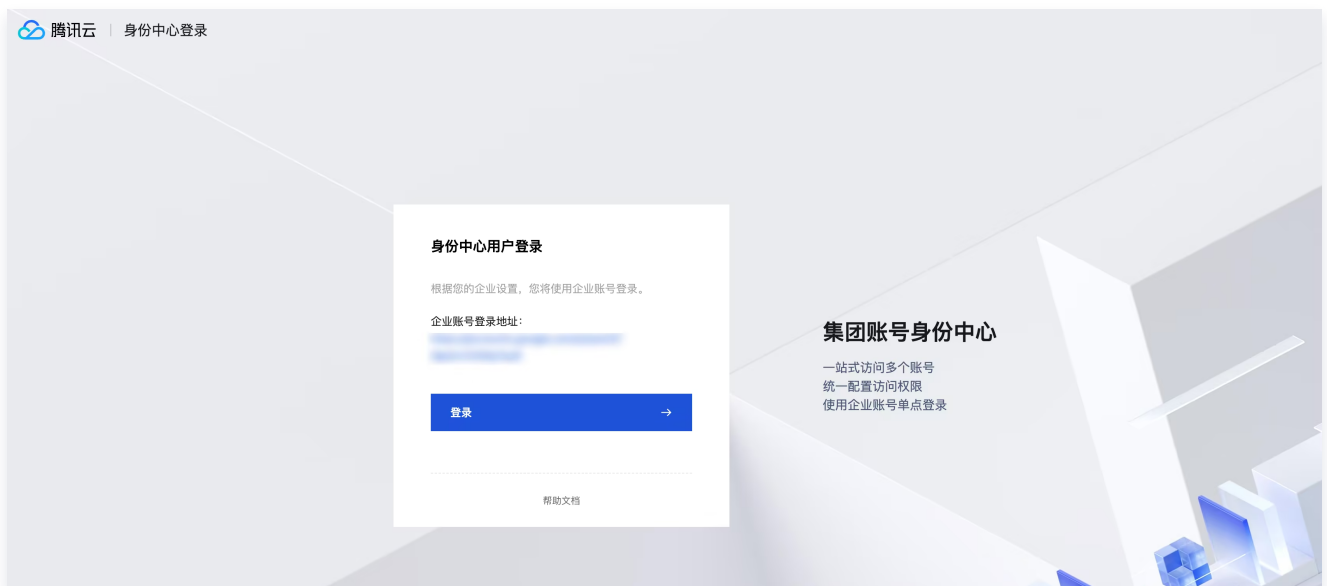 腾讯云 | 身份中心登录
身份中心用户登录
根据您的企业设置，您将使用企业账号登录。
企业账号登录地址：
登录 →
帮助文档
集团账号身份中心
一站式访问多个账号
统一配置访问权限
使用企业账号单点登录